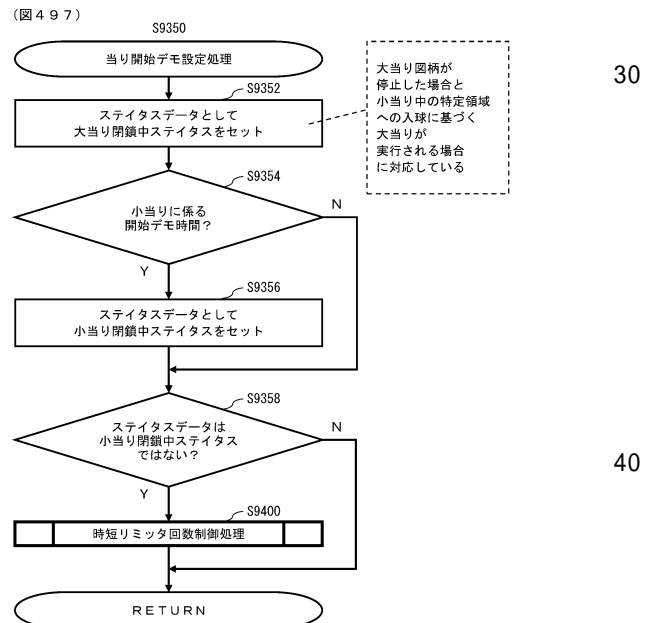 (図497)
S9350
当り開始デモ設定処理
S9352
ステイタスデータとして
大当り閉鎖中ステイタスをセット
大当り図柄が
停止した場合と
小当り中の特定領域
への入球に基づく
大当りが
実行される場合
に対応している
30
S9354
小当りに係る
開始デモ時間？
N
Y
S9356
ステイタスデータとして
小当り閉鎖中ステイタスをセット
S9358
ステイタスデータは
小当り閉鎖中ステイタス
ではない？
N
40
Y
S9400
時短リミッタ回数制御処理
RETURN